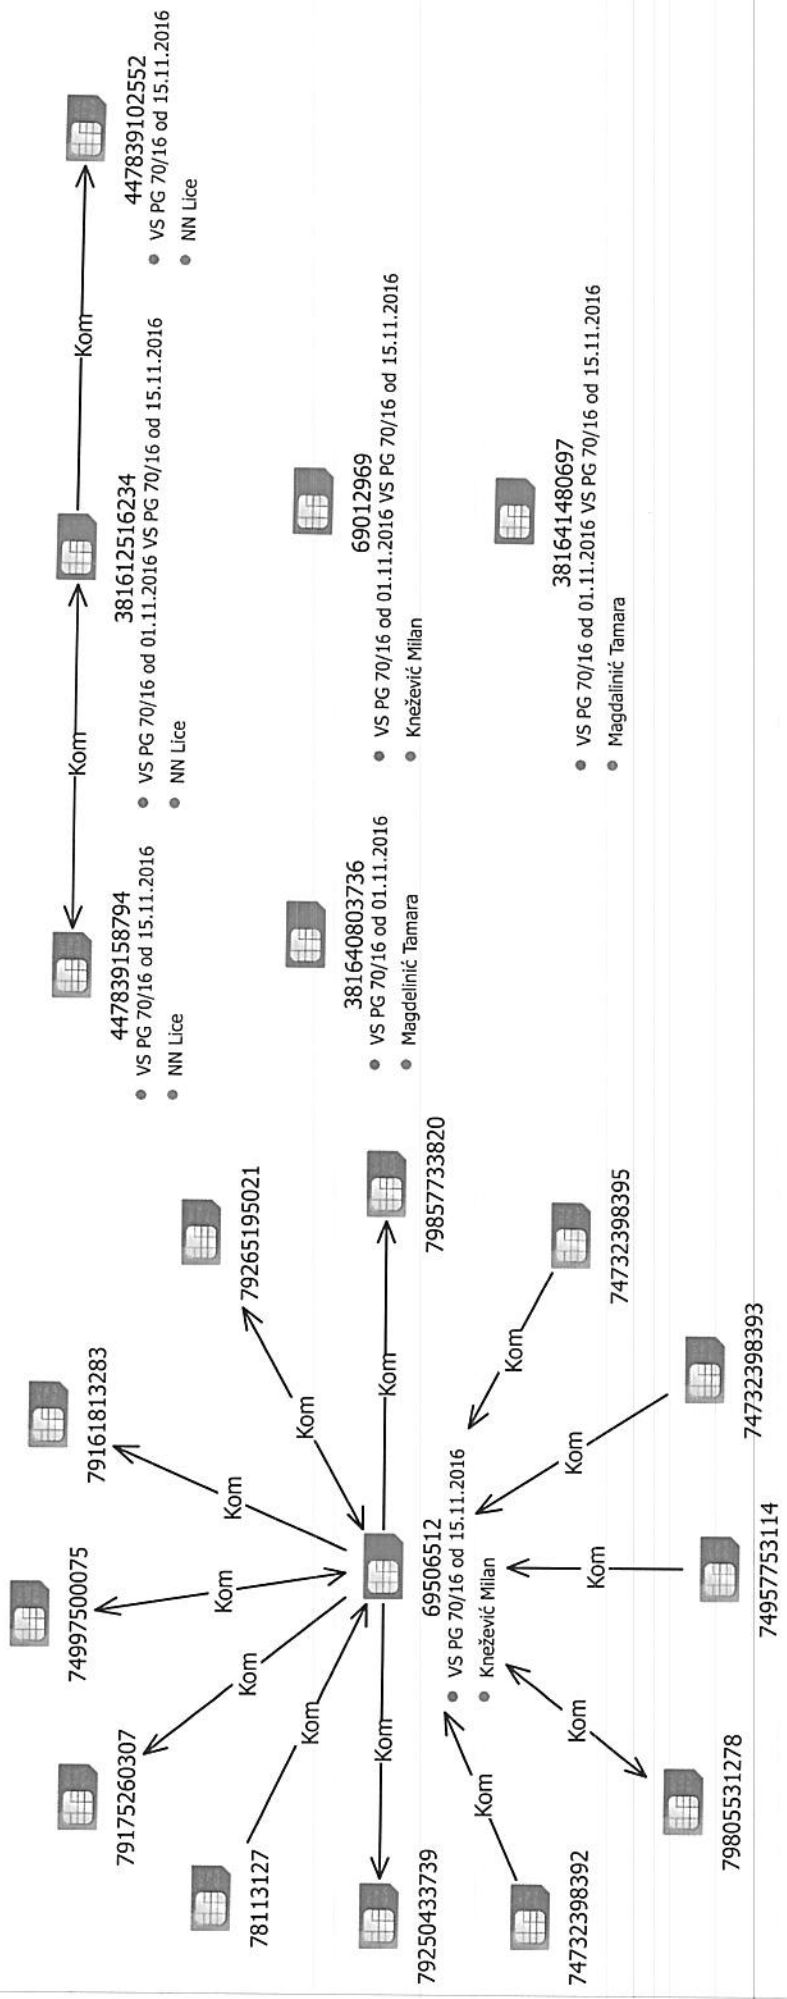 74997500075
79161813283
79175260307
79265195021
78113127
Kom
Kom
Kom
Kom
Kom
79250433739
Kom
69506512
VS PG 70/16 od 15.11.2016
Knežević Milan
Kom
79857733820
74732398392
Kom
Kom
74732398395
79805531278
Kom
Kom
74957753114
Kom
74732398393
447839158794
VS PG 70/16 od 15.11.2016
NN Lice
Kom
381612516234
VS PG 70/16 od 01.11.2016 VS PG 70/16 od 15.11.2016
NN Lice
Kom
447839102552
VS PG 70/16 od 15.11.2016
NN Lice
381640803736
VS PG 70/16 od 01.11.2016
Magdelinić Tamara
69012969
VS PG 70/16 od 01.11.2016 VS PG 70/16 od 15.11.2016
Knežević Milan
381641480697
VS PG 70/16 od 01.11.2016 VS PG 70/16 od 15.11.2016
Magdalinić Tamara